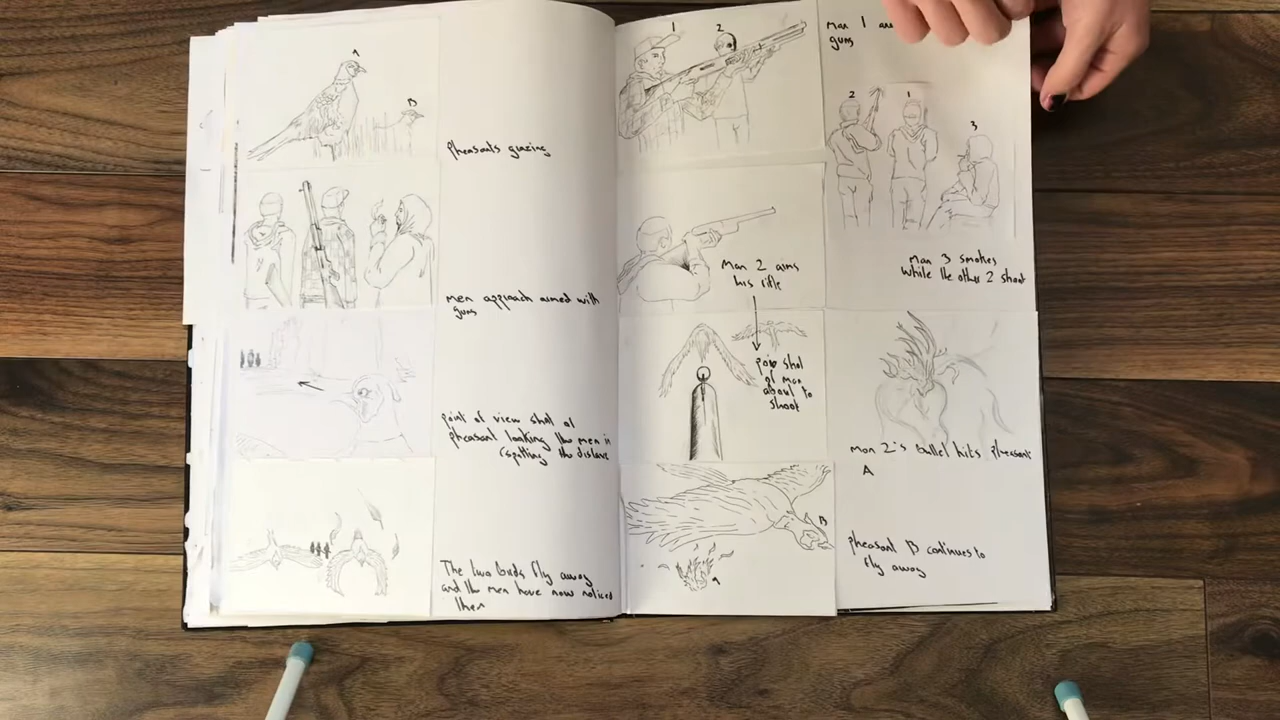 A
B
Pheasants grazing
men approach armed with
guns
point of view shot of
pheasant looking the men in
spotting the distance
The two birds fly away
and the men have now noticed
then
1
2
Man 2 aims
his rifle
pov shot
of man
about to
shoot
B
A
Man 1 and
guns
2
1
3
Man 3 smokes
while the other 2 shoot
Man 2's bullet hits pheasant
A
pheasant B continues to
fly away